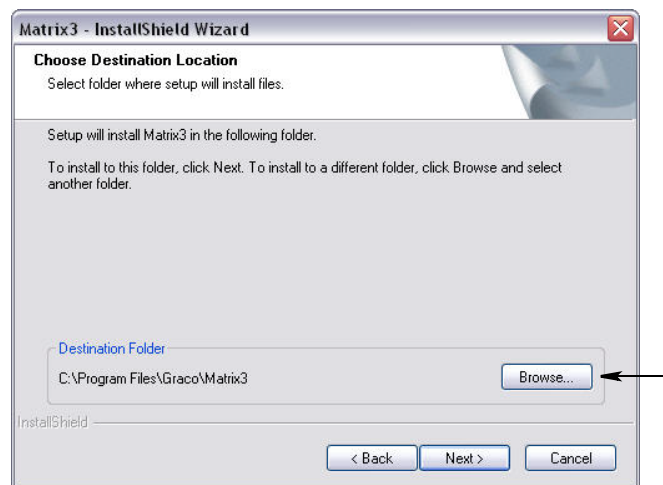 Matrix3 - InstallShield Wizard
Choose Destination Location
Select folder where setup will install files.
Setup will install Matrix3 in the following folder.
To install to this folder, click Next. To install to a different folder, click Browse and select
another folder.
Destination Folder
C:\Program Files\Graco\Matrix3
Browse...
InstallShield
< Back
Next >
Cancel